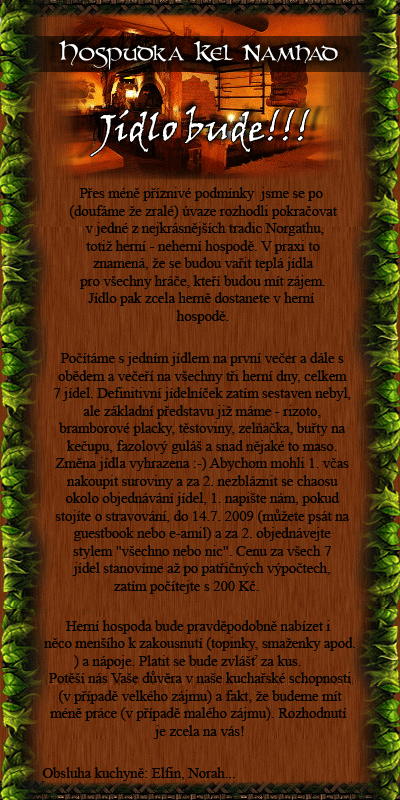 Hospudka Kel Namhad
Jídlo bude!!!
Přes méně příznivé podmínky jsme se po
(doufáme že zralé) úvaze rozhodli pokračovat
v jedné z nejkrásnějších tradic Norgathu,
totiž herní - neherní hospodě. V praxi to
znamená, že se budou vařit teplá jídla
pro všechny hráče, kteří budou mít zájem.
Jídlo pak zcela herně dostanete v herní
hospodě.
Počítáme s jedním jídlem na první večer a dále s
obědem a večeří na všechny tři herní dny, celkem
7 jídel. Definitivní jídelníček zatím sestaven nebyl,
ale základní představu již máme - rizoto,
bramborové placky, těstoviny, zelňačka, buřty na
kečupu, fazolový guláš a snad nějaké to maso.
Změna jídla vyhrazena :-) Abychom mohli 1. včas
nakoupit suroviny a za 2. nezbláznit se chaosu
okolo objednávání jídel, 1. napište nám, pokud
stojíte o stravování, do 14.7. 2009 (můžete psát na
guestbook nebo e-amil) a za 2. objednávejte
stylem "všechno nebo nic". Cenu za všech 7
jídel stanovíme až po patřičných výpočtech,
zatím počítejte s 200 Kč.
Herní hospoda bude pravděpodobně nabízet i
něco menšího k zakousnutí (topinky, smaženky apod.
) a nápoje. Platit se bude zvlášť za kus.
Potěší nás Vaše důvěra v naše kuchařské schopnosti
(v případě velkého zájmu) a fakt, že budeme mít
méně práce (v případě malého zájmu). Rozhodnutí
je zcela na vás!
Obsluha kuchyně: Elfin, Norah...